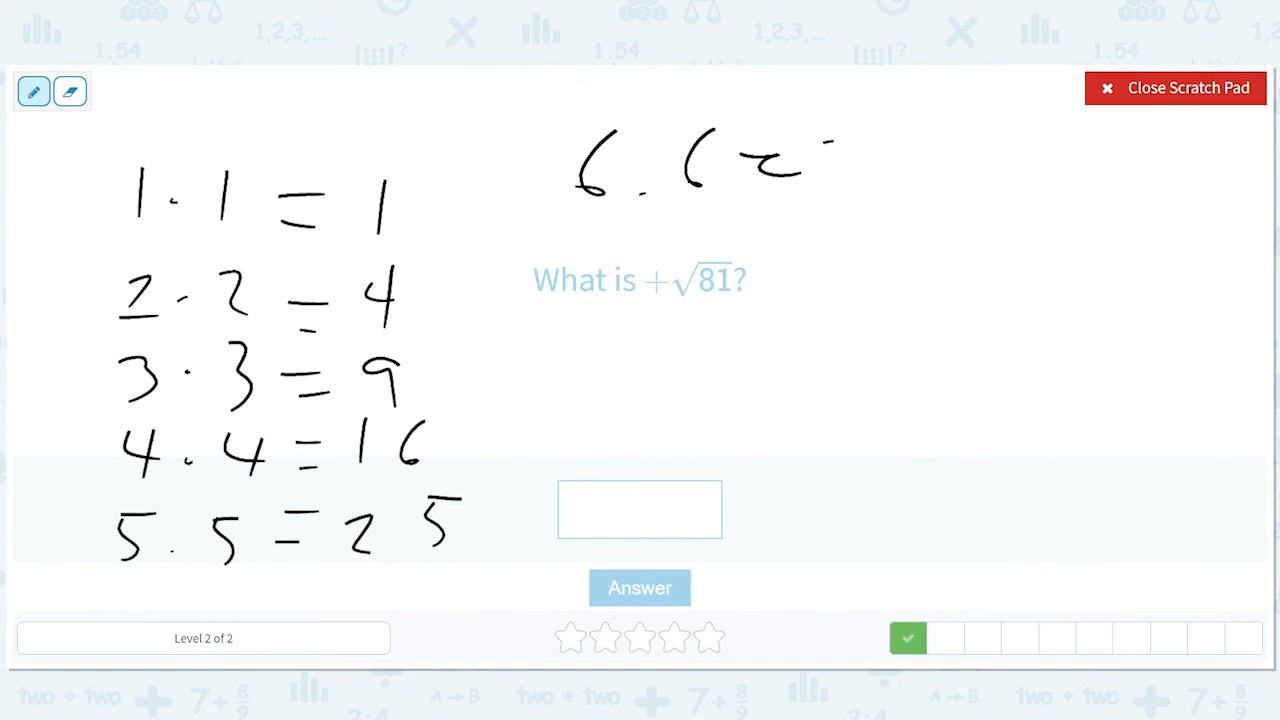 Close Scratch Pad
6 . 6 =
1 . 1 = 1
What is +√81?
2 . 2 = 4
3 . 3 = 9
4 . 4 = 16
5 . 5 = 25
Answer
Level 2 of 2